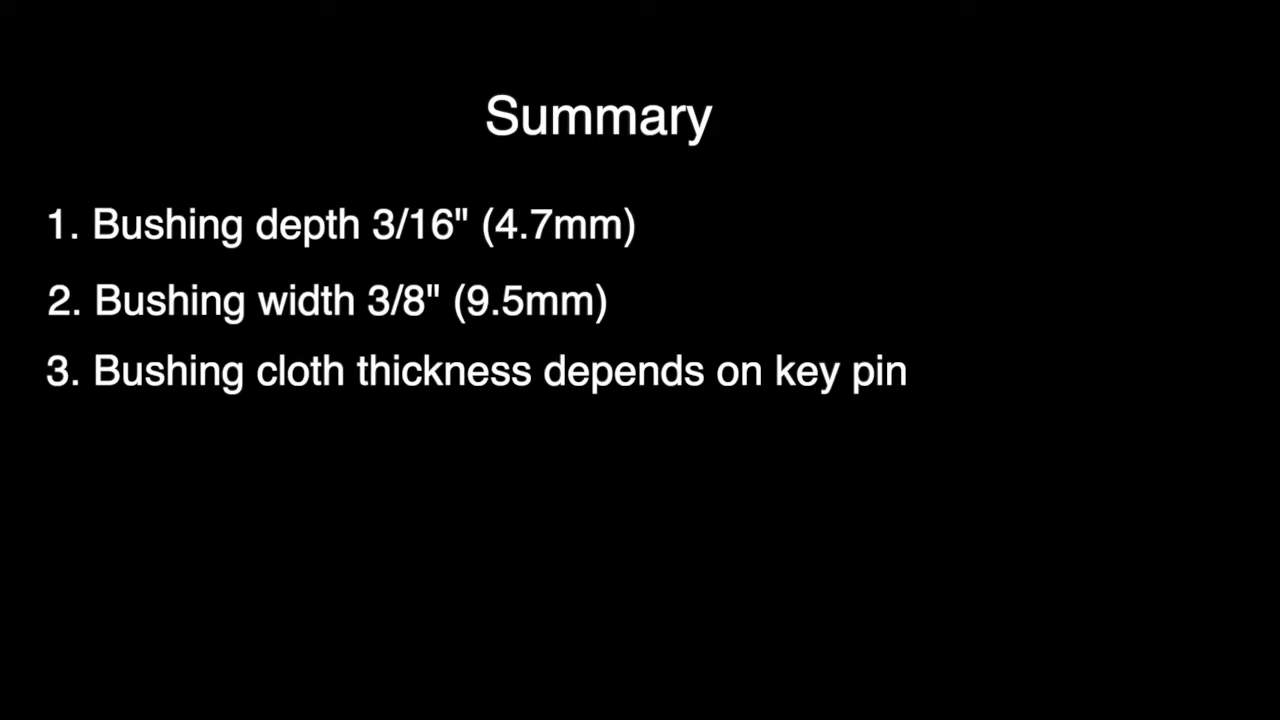 Summary
1. Bushing depth 3/16" (4.7mm)
2. Bushing width 3/8" (9.5mm)
3. Bushing cloth thickness depends on key pin